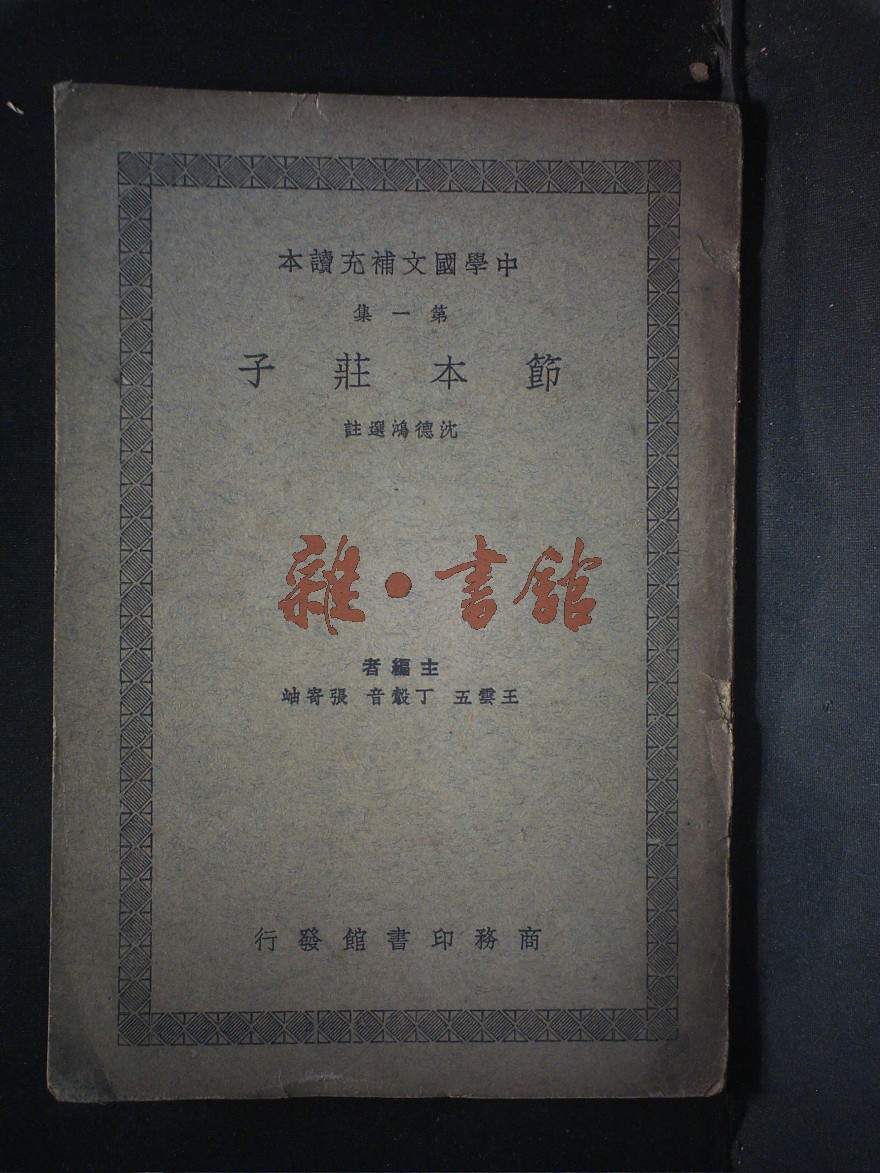 中學國文補充讀本
第一集
節本莊子
沈德鴻選註
雜·書館
主編者
王雲五 丁縠音 張寄岫
商務印書館發行